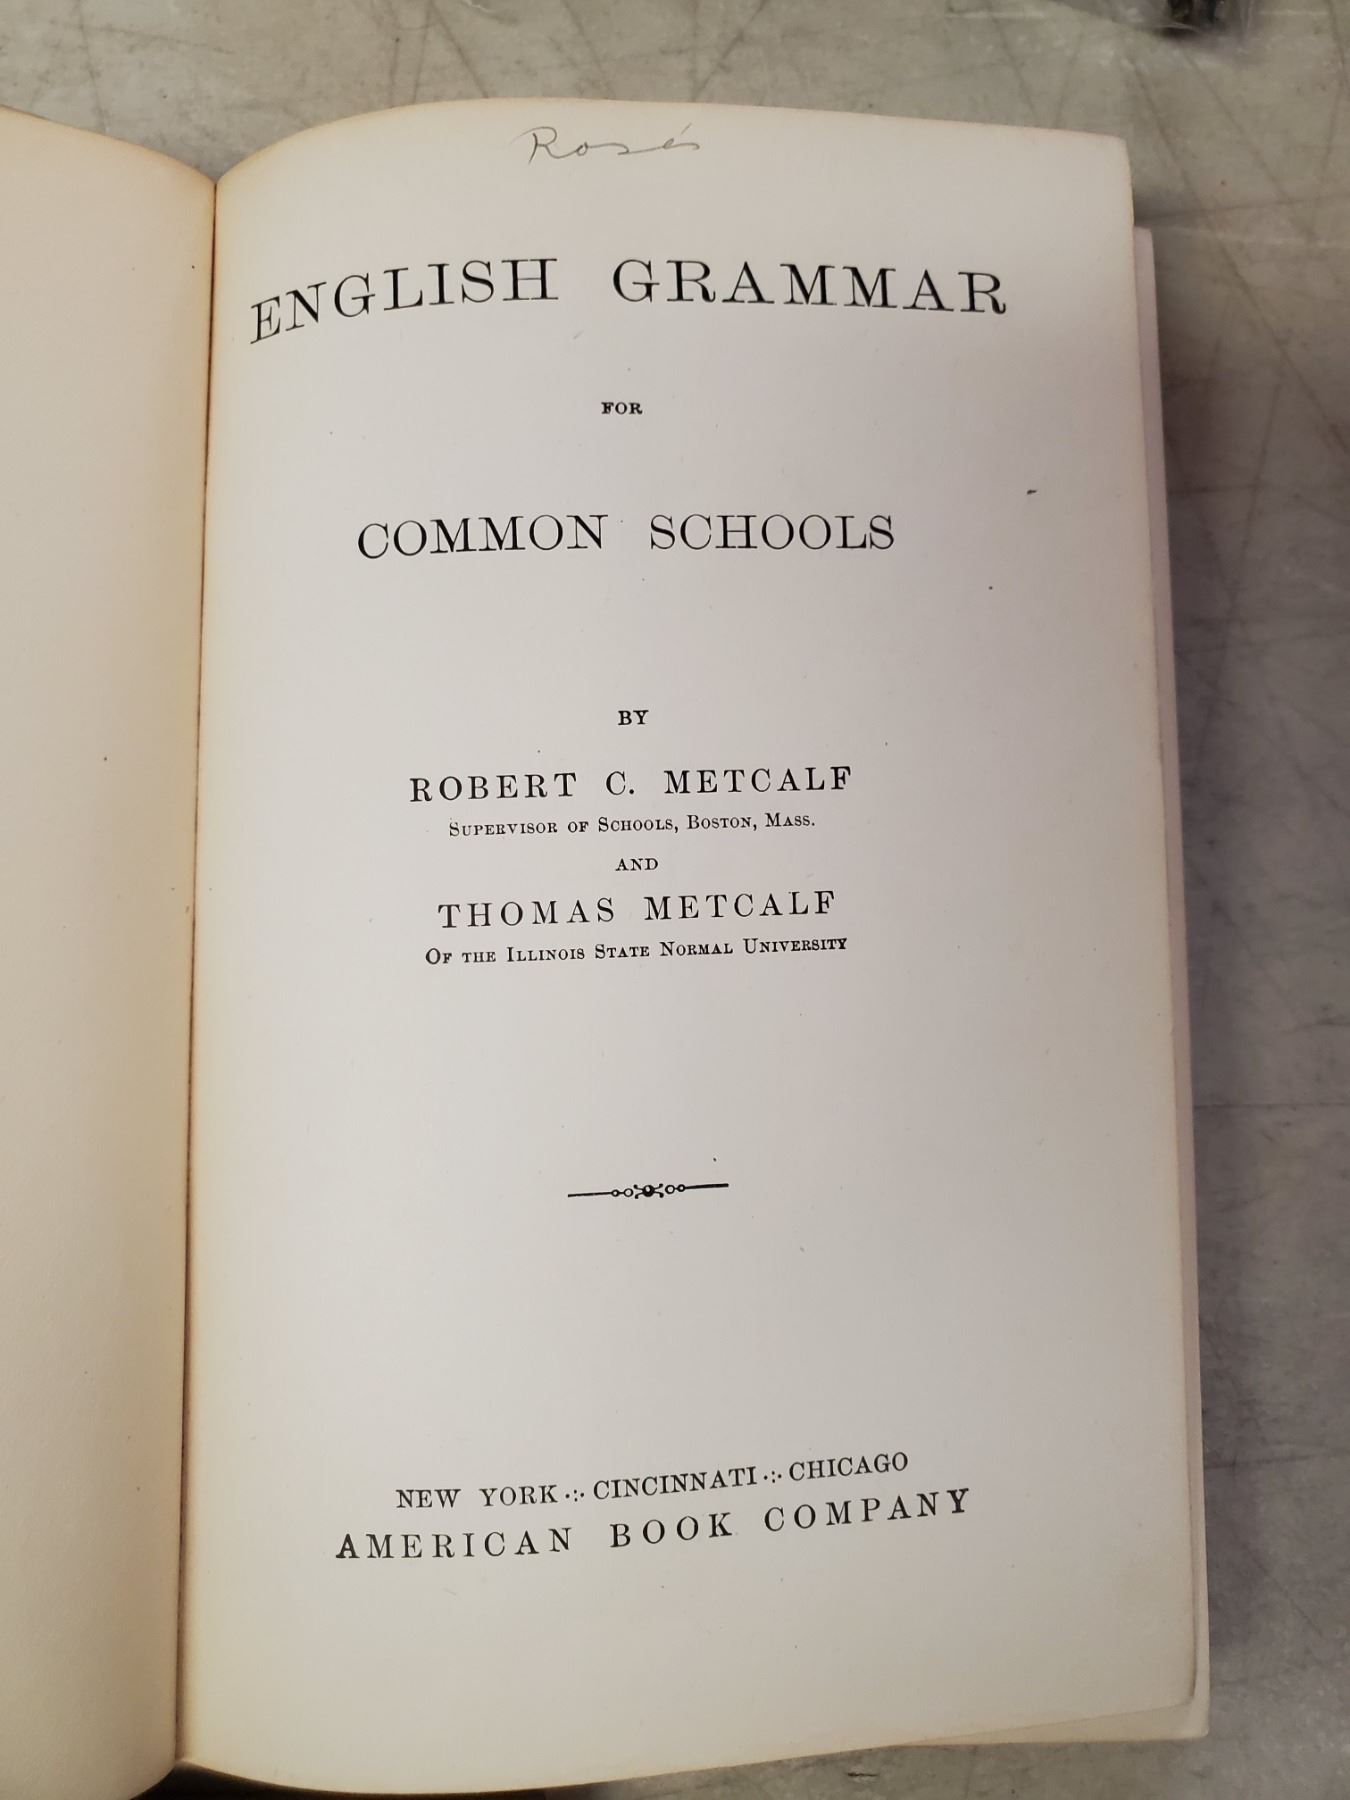 Rosés
ENGLISH GRAMMAR
FOR
COMMON SCHOOLS
BY
ROBERT C. METCALF
SUPERVISOR OF SCHOOLS, BOSTON, MASS.
AND
THOMAS METCALF
OF THE ILLINOIS STATE NORMAL UNIVERSITY
NEW YORK ·:· CINCINNATI ·:· CHICAGO
AMERICAN BOOK COMPANY